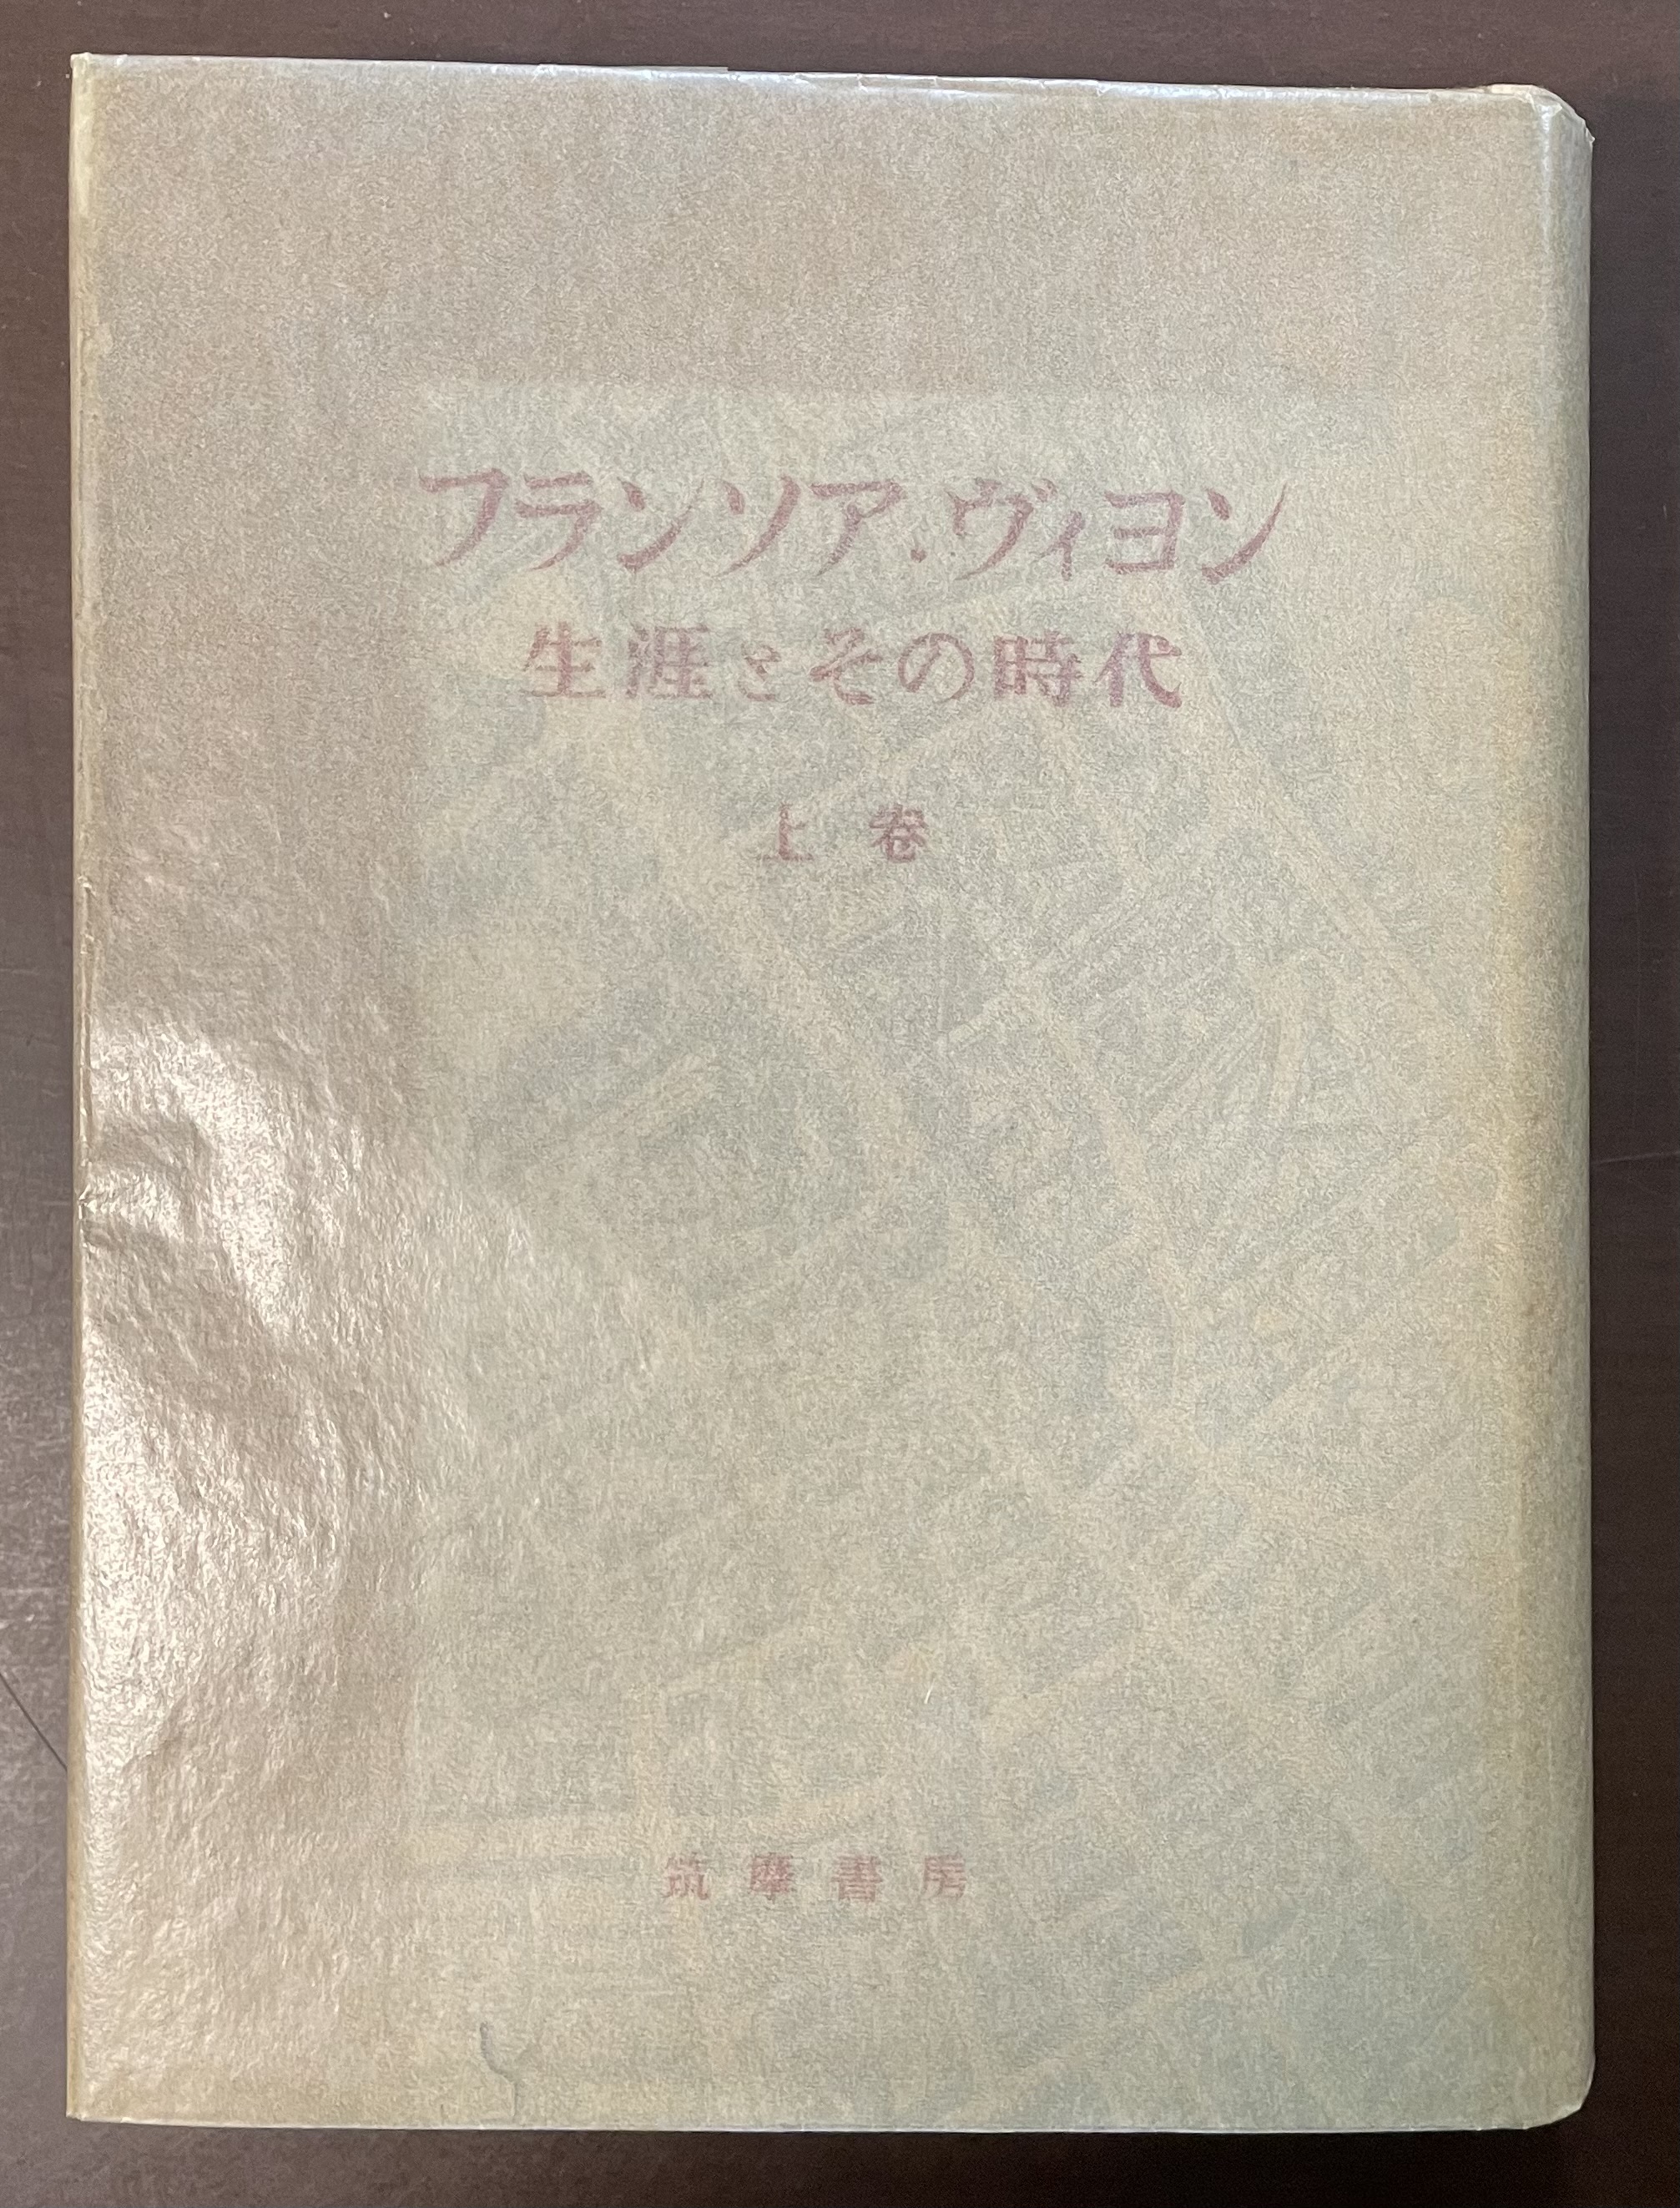 フランソア・ヴィヨン
生涯とその時代
上巻
筑摩書房